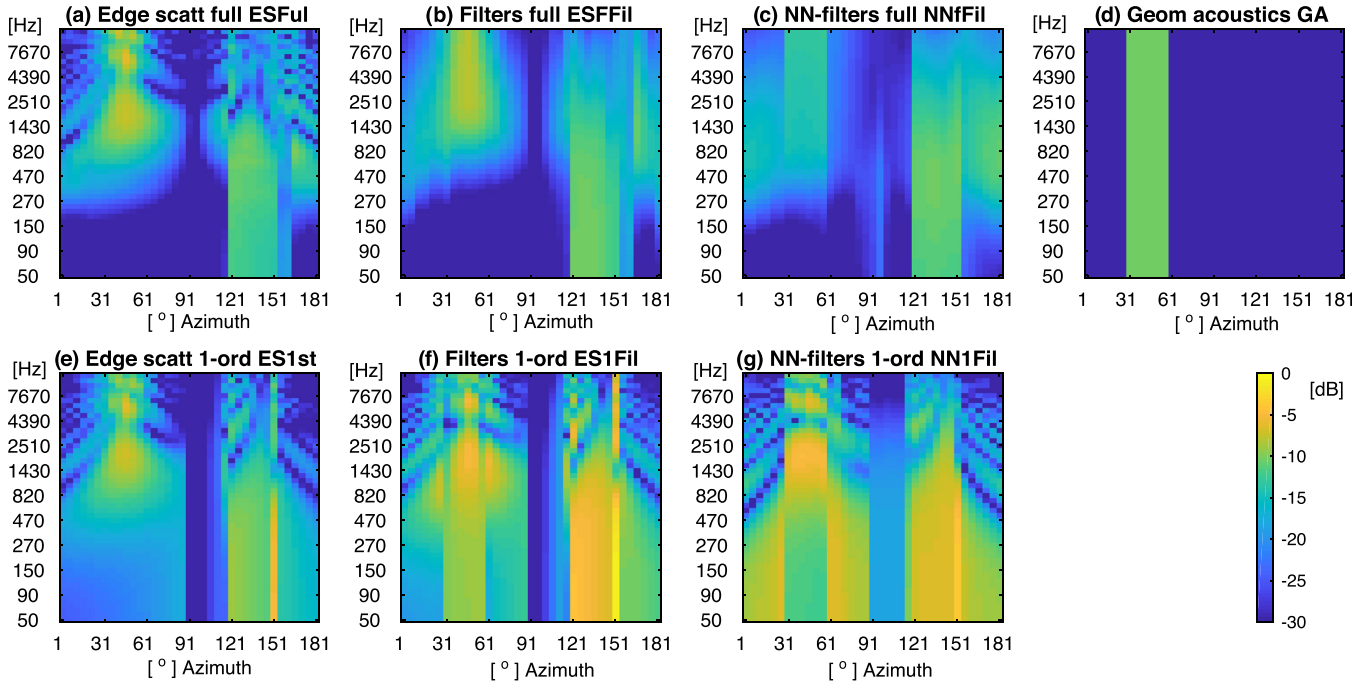 (a) Edge scatt full ESFul
[Hz]
7670
4390
2510
1430
820
470
270
150
90
50
1 31 61 91 121 151 181
[ o ] Azimuth
(b) Filters full ESFFil
[Hz]
7670
4390
2510
1430
820
470
270
150
90
50
1 31 61 91 121 151 181
[ o ] Azimuth
(c) NN-filters full NNfFil
[Hz]
7670
4390
2510
1430
820
470
270
150
90
50
1 31 61 91 121 151 181
[ o ] Azimuth
(d) Geom acoustics GA
[Hz]
7670
4390
2510
1430
820
470
270
150
90
50
1 31 61 91 121 151 181
[ o ] Azimuth
(e) Edge scatt 1-ord ES1st
[Hz]
7670
4390
2510
1430
820
470
270
150
90
50
1 31 61 91 121 151 181
[ o ] Azimuth
(f) Filters 1-ord ES1Fil
[Hz]
7670
4390
2510
1430
820
470
270
150
90
50
1 31 61 91 121 151 181
[ o ] Azimuth
(g) NN-filters 1-ord NN1Fil
[Hz]
7670
4390
2510
1430
820
470
270
150
90
50
1 31 61 91 121 151 181
[ o ] Azimuth
0
[dB]
-5
-10
-15
-20
-25
-30